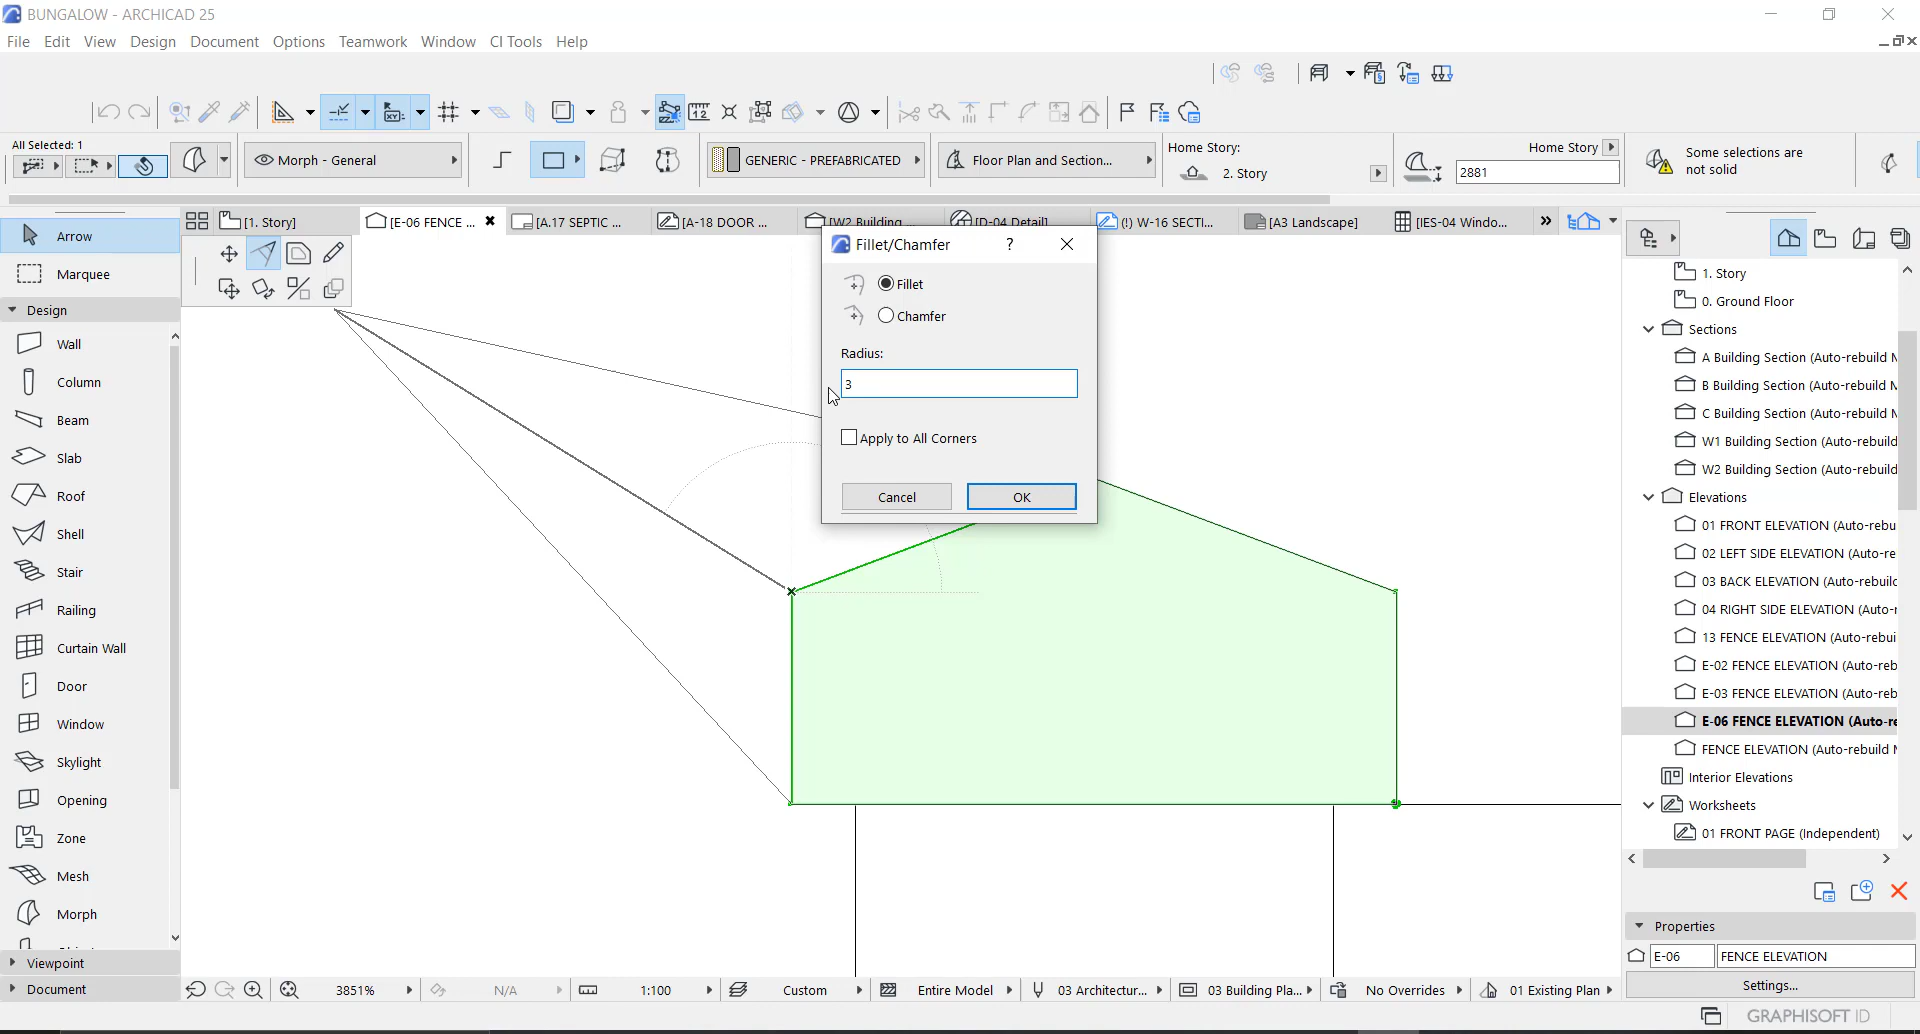 BUNGALOW - ARCHICAD 25
File Edit View Design Document Options Teamwork Window CI Tools Help
All Selected: 1
Morph - General
GENERIC - PREFABRICATED
Floor Plan and Section...
Home Story:
2. Story
Home Story
2881
Some selections are
not solid
[1. Story]
[E-06 FENCE ...
[A.17 SEPTIC ...
[A-18 DOOR ...
[W2 Building
[D-04 Detail]
(!) W-16 SECTI...
[A3 Landscape]
[IES-04 Windo...
Arrow
Marquee
Design
Wall
Column
Beam
Slab
Roof
Shell
Stair
Railing
Curtain Wall
Door
Window
Skylight
Opening
Zone
Mesh
Morph
Viewpoint
Document
Fillet/Chamfer
?
Fillet
Chamfer
Radius:
3
Apply to All Corners
Cancel
OK
1. Story
0. Ground Floor
Sections
A Building Section (Auto-rebuild
B Building Section (Auto-rebuild
C Building Section (Auto-rebuild
W1 Building Section (Auto-rebuild
W2 Building Section (Auto-rebuild
Elevations
01 FRONT ELEVATION (Auto-rebu
02 LEFT SIDE ELEVATION (Auto-re
03 BACK ELEVATION (Auto-rebuild
04 RIGHT SIDE ELEVATION (Auto-r
13 FENCE ELEVATION (Auto-rebui
E-02 FENCE ELEVATION (Auto-reb
E-03 FENCE ELEVATION (Auto-reb
E-06 FENCE ELEVATION (Auto-re
FENCE ELEVATION (Auto-rebuild
Interior Elevations
Worksheets
01 FRONT PAGE (Independent)
Properties
E-06
FENCE ELEVATION
Settings...
3851%
N/A
1:100
Custom
Entire Model
03 Architectur...
03 Building Pla...
No Overrides
01 Existing Plan
GRAPHISOFT ID